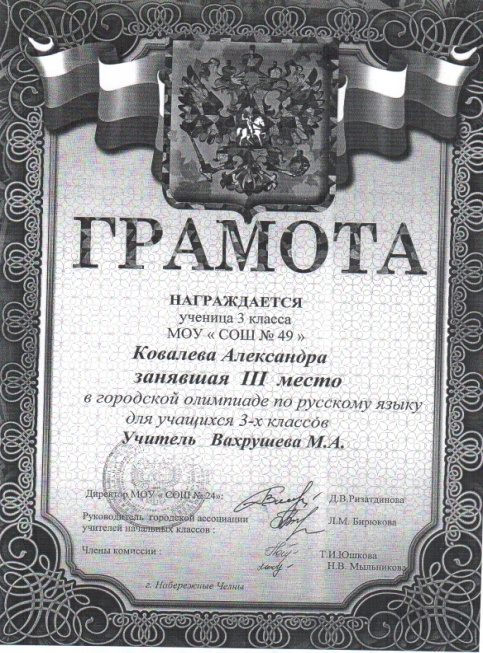 ГРАМОТА
НАГРАЖДАЕТСЯ
ученица 3 класса
МОУ « СОШ № 49 »
Ковалева Александра
занявшая III место
в городской олимпиаде по русскому языку
для учащихся 3-х классов
Учитель Вахрушева М.А.
Директор МОУ « СОШ № 24»: Д.В.Ризатдинова
Руководитель городской ассоциации
учителей начальных классов : Л.М. Бирюкова
Члены комиссии : Т.И.Юшкова
Н.В. Мыльникова
г. Набережные Челны